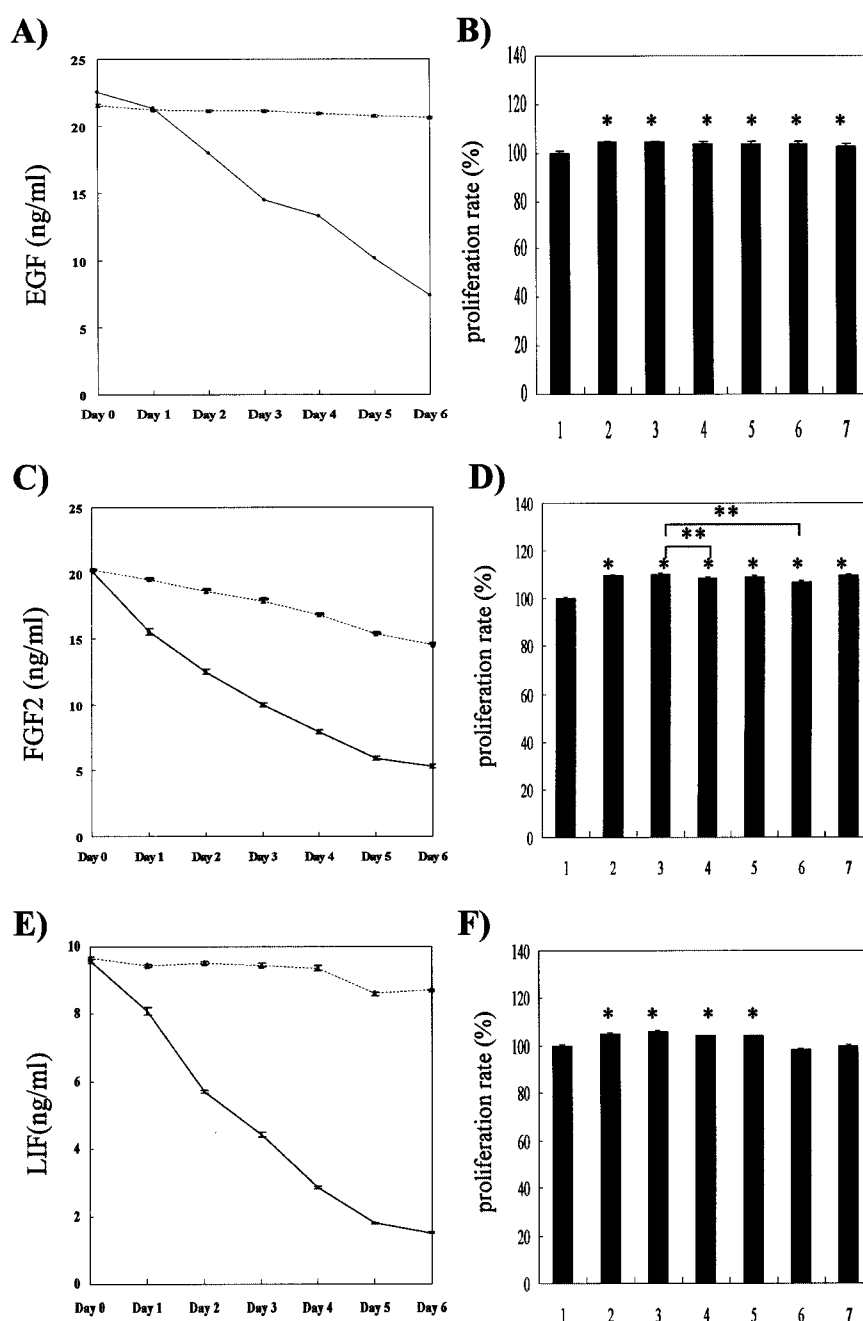 A)
EGF (ng/ml)
25
20
15
10
5
0
Day 0 Day 1 Day 2 Day 3 Day 4 Day 5 Day 6
B)
proliferation rate (%)
140
120
100
80
60
40
20
0
* * * * * *
1 2 3 4 5 6 7
C)
FGF2 (ng/ml)
25
20
15
10
5
0
Day 0 Day 1 Day 2 Day 3 Day 4 Day 5 Day 6
D)
proliferation rate (%)
140
120
100
80
60
40
20
0
**
**
* * * * * *
1 2 3 4 5 6 7
E)
LIF(ng/ml)
10
8
6
4
2
0
Day 0 Day 1 Day 2 Day 3 Day 4 Day 5 Day 6
F)
proliferation rate (%)
140
120
100
80
60
40
20
0
* * * *
1 2 3 4 5 6 7